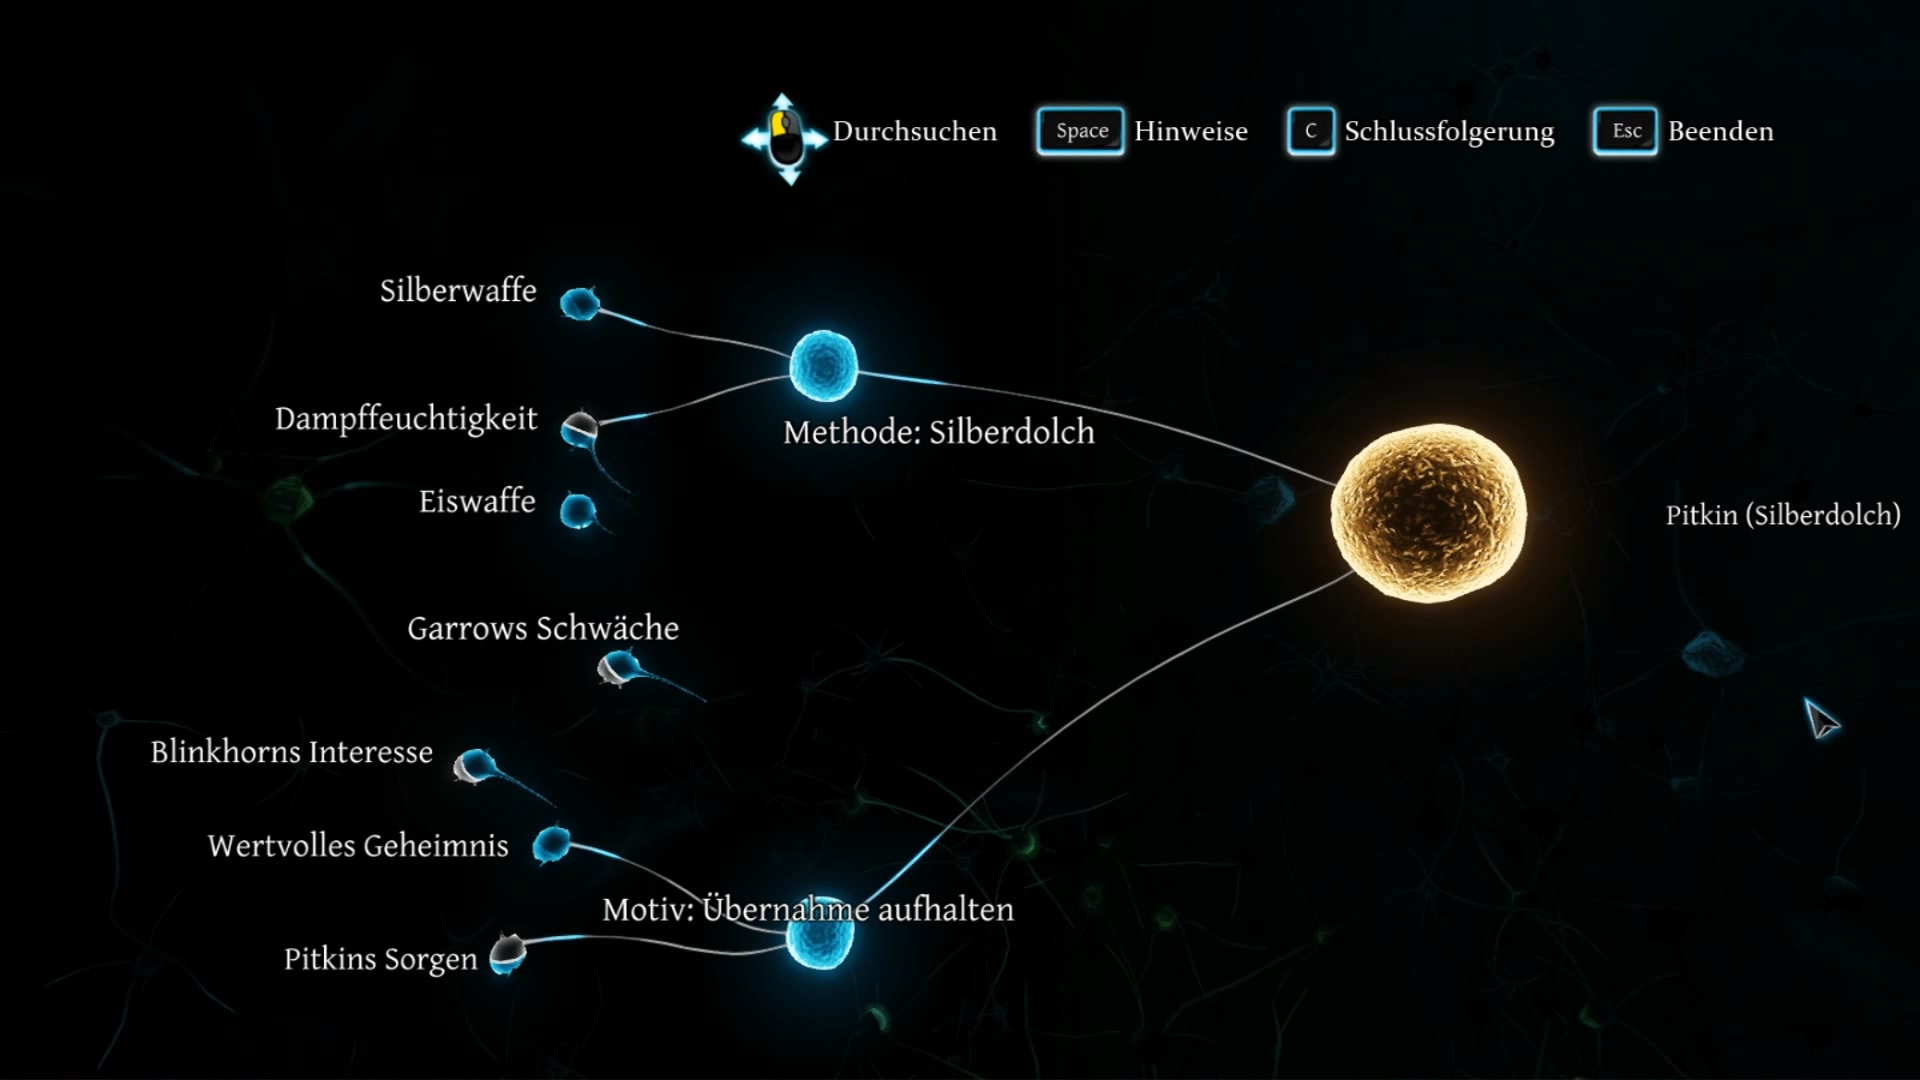 Durchsuchen
Space
Hinweise
C
Schlussfolgerung
Esc
Beenden
Silberwaffe
Dampffeuchtigkeit
Methode: Silberdolch
Eiswaffe
Pitkin (Silberdolch)
Garrows Schwäche
Blinkhorns Interesse
Wertvolles Geheimnis
Motiv: Übernahme aufhalten
Pitkins Sorgen